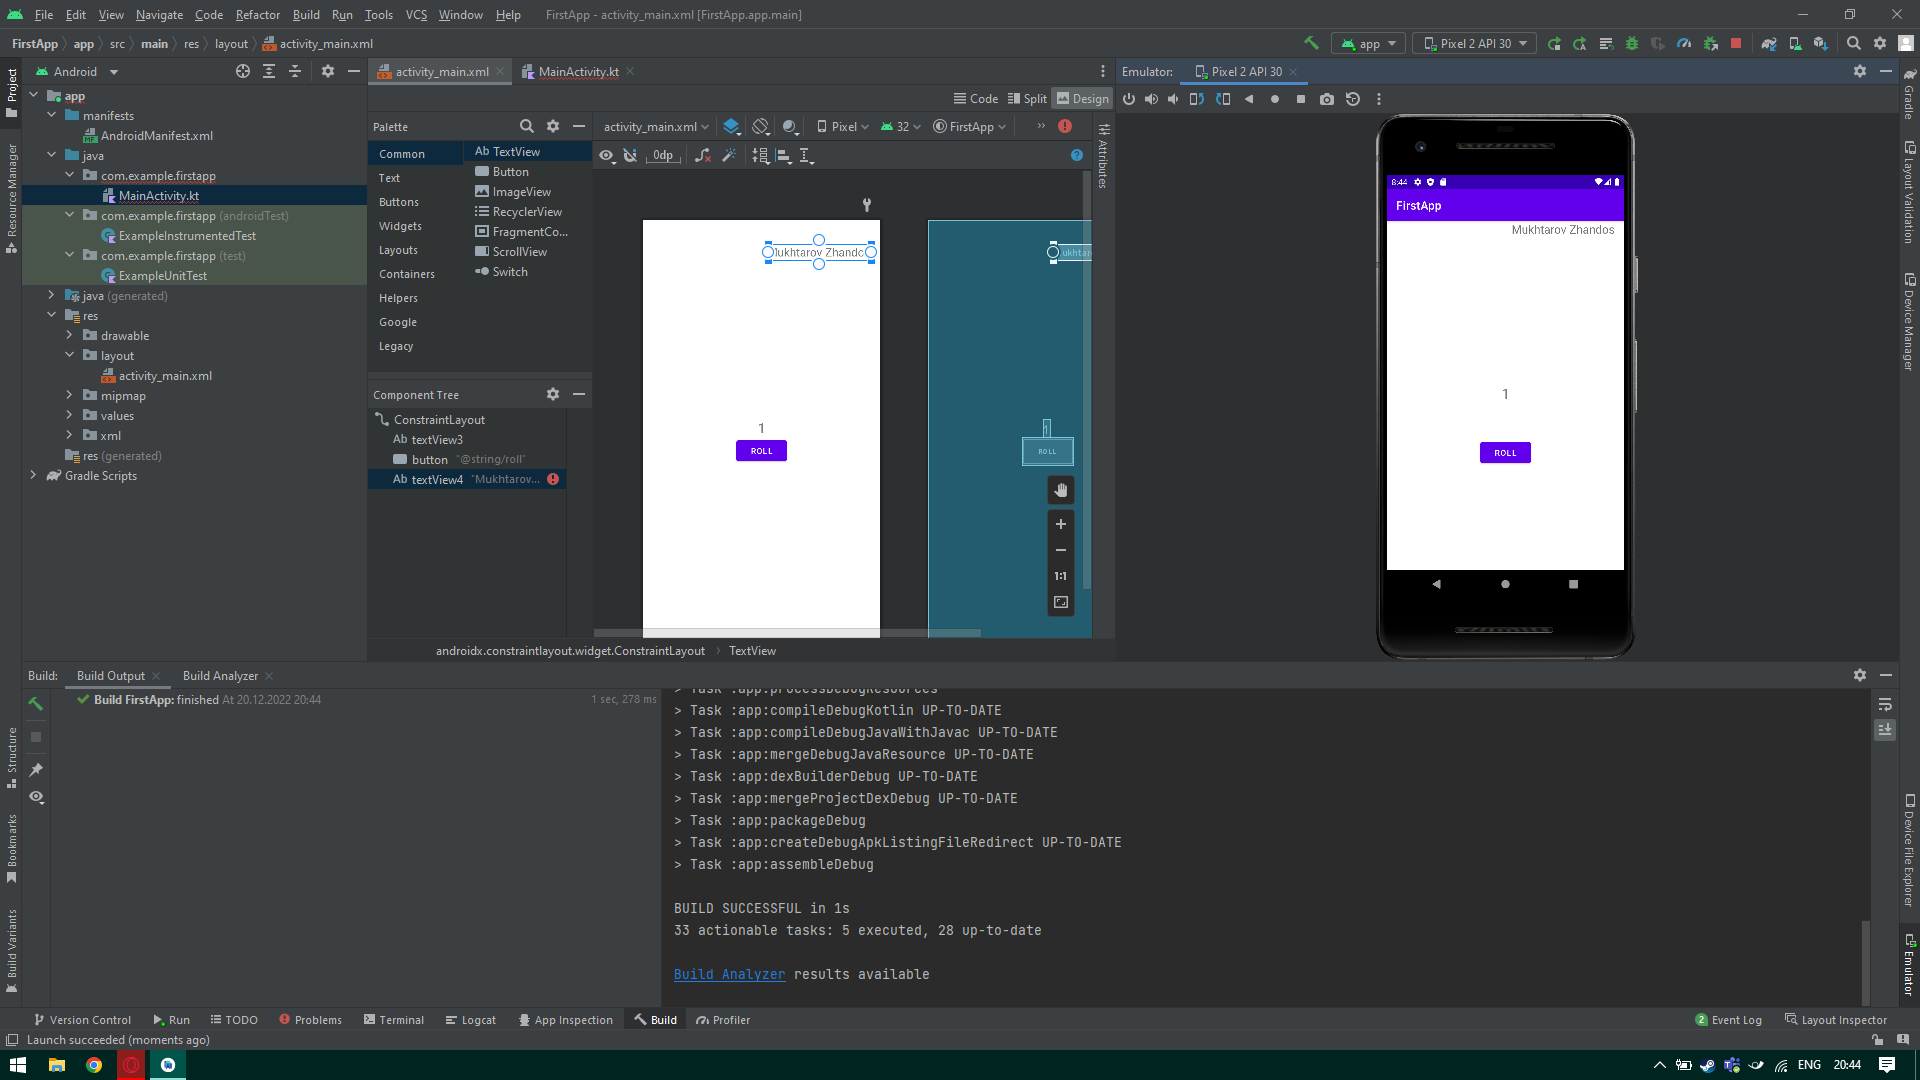 File Edit View Navigate Code Refactor Build Run Tools VCS Window Help FirstApp - activity_main.xml [FirstApp.app.main]
FirstApp app src main res layout activity_main.xml app Pixel 2 API 30
Project
Resource Manager
Structure
Bookmarks
Build Variants
Android
app
manifests
AndroidManifest.xml
java
com.example.firstapp
MainActivity.kt
com.example.firstapp (androidTest)
ExampleInstrumentedTest
com.example.firstapp (test)
ExampleUnitTest
java (generated)
res
drawable
layout
activity_main.xml
mipmap
values
xml
res (generated)
Gradle Scripts
activity_main.xml MainActivity.kt
Code Split Design
Palette
Common
Text
Buttons
Widgets
Layouts
Containers
Helpers
Google
Legacy
Ab TextView
Button
ImageView
RecyclerView
FragmentCo...
ScrollView
Switch
activity_main.xml Pixel 32 FirstApp
0dp
Attributes
Component Tree
ConstraintLayout
Ab textView3
button "@string/roll"
Ab textView4 "Mukhtarov...
ukhtarov Zhando
1
ROLL
1
ROLL
1:1
androidx.constraintlayout.widget.ConstraintLayout TextView
Emulator: Pixel 2 API 30
8:44
FirstApp
Mukhtarov Zhandos
1
ROLL
Gradle
Layout Validation
Device Manager
Device File Explorer
Emulator
Build: Build Output Build Analyzer
Build FirstApp: finished At 20.12.2022 20:44 1 sec, 278 ms
> Task :app:processDebugResources
> Task :app:compileDebugKotlin UP-TO-DATE
> Task :app:compileDebugJavaWithJavac UP-TO-DATE
> Task :app:mergeDebugJavaResource UP-TO-DATE
> Task :app:dexBuilderDebug UP-TO-DATE
> Task :app:mergeProjectDexDebug UP-TO-DATE
> Task :app:packageDebug
> Task :app:createDebugApkListingFileRedirect UP-TO-DATE
> Task :app:assembleDebug
BUILD SUCCESSFUL in 1s
33 actionable tasks: 5 executed, 28 up-to-date
Build Analyzer results available
Version Control Run TODO Problems Terminal Logcat App Inspection Build Profiler 2 Event Log Layout Inspector
Launch succeeded (moments ago)
ENG 20:44